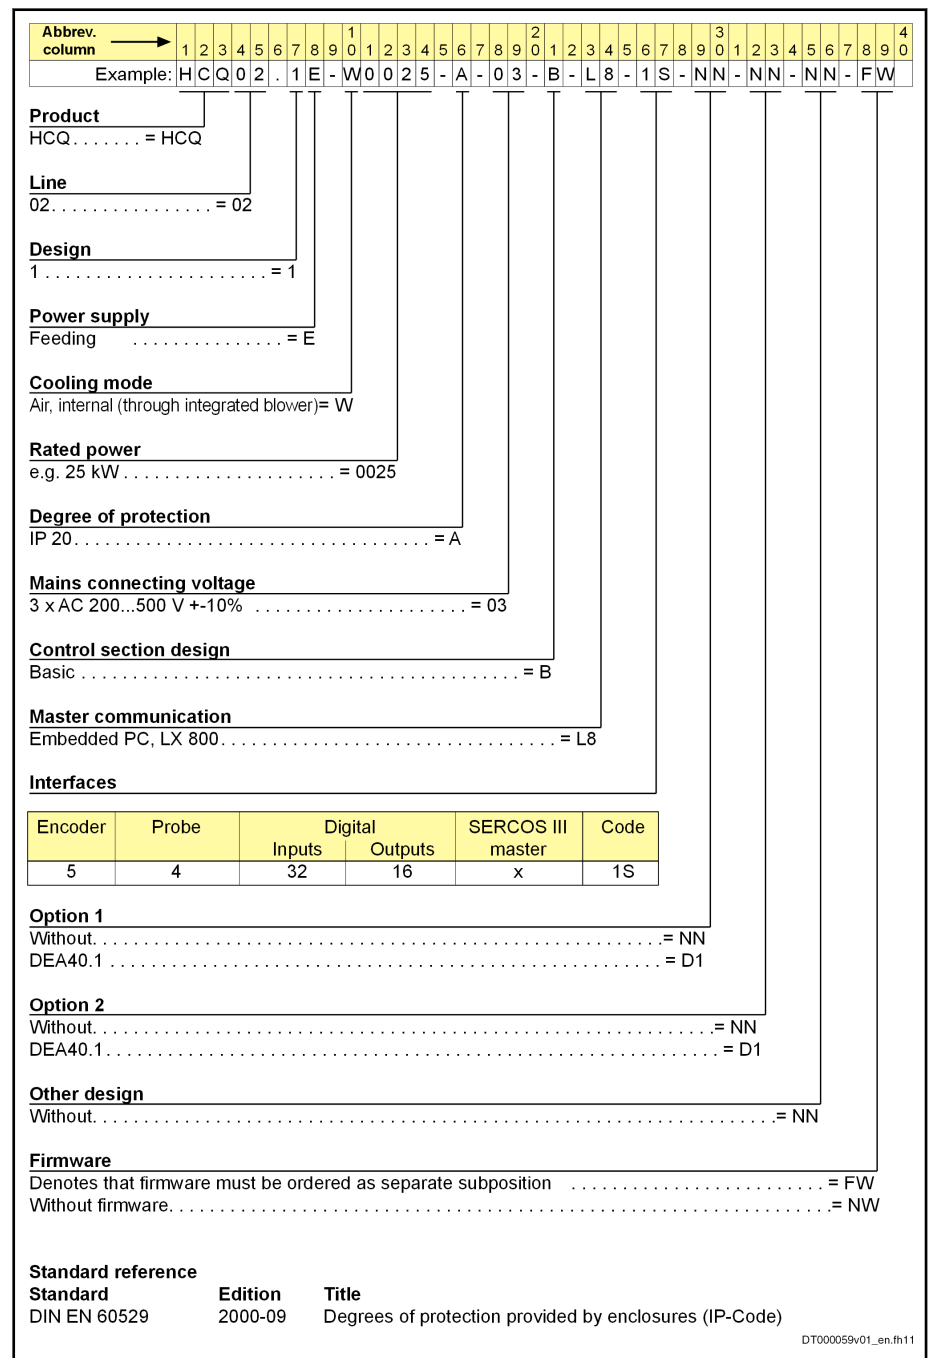 Abbrev. column 1 2 3 4 5 6 7 8 9 10 1 2 3 4 5 6 7 8 9 20 1 2 3 4 5 6 7 8 9 30 1 2 3 4 5 6 7 8 9 40
Example: H C Q 0 2 . 1 E - W 0 0 2 5 - A - 0 3 - B - L 8 - 1 S - N N - N N - N N - F W
Product
HCQ. . . . . . . = HCQ
Line
02. . . . . . . . . . . . . . . . = 02
Design
1 . . . . . . . . . . . . . . . . . . . . . . = 1
Power supply
Feeding . . . . . . . . . . . . . . . = E
Cooling mode
Air, internal (through integrated blower)= W
Rated power
e.g. 25 kW . . . . . . . . . . . . . . . . . . . . . = 0025
Degree of protection
IP 20. . . . . . . . . . . . . . . . . . . . . . . . . . . . . . . . . . . = A
Mains connecting voltage
3 x AC 200...500 V +-10% . . . . . . . . . . . . . . . . . . . . . = 03
Control section design
Basic . . . . . . . . . . . . . . . . . . . . . . . . . . . . . . . . . . . . . . . . . . . = B
Master communication
Embedded PC, LX 800. . . . . . . . . . . . . . . . . . . . . . . . . . . . . . . . . = L8
Interfaces
Encoder Probe Digital SERCOS III Code
Inputs Outputs master
5 4 32 16 x 1S
Option 1
Without. . . . . . . . . . . . . . . . . . . . . . . . . . . . . . . . . . . . . . . . . . . . . . . . . . . . . . . .= NN
DEA40.1 . . . . . . . . . . . . . . . . . . . . . . . . . . . . . . . . . . . . . . . . . . . . . . . . . . . . . . = D1
Option 2
Without. . . . . . . . . . . . . . . . . . . . . . . . . . . . . . . . . . . . . . . . . . . . . . . . . . . . . . . . . . . . .= NN
DEA40.1. . . . . . . . . . . . . . . . . . . . . . . . . . . . . . . . . . . . . . . . . . . . . . . . . . . . . . . . . . . . = D1
Other design
Without. . . . . . . . . . . . . . . . . . . . . . . . . . . . . . . . . . . . . . . . . . . . . . . . . . . . . . . . . . . . . . . . . . .= NN
Firmware
Denotes that firmware must be ordered as separate subposition . . . . . . . . . . . . . . . . . . . . . . . . . = FW
Without firmware. . . . . . . . . . . . . . . . . . . . . . . . . . . . . . . . . . . . . . . . . . . . . . . . . . . . . . . . . . . . . . . . .= NW
Standard reference
Standard Edition Title
DIN EN 60529 2000-09 Degrees of protection provided by enclosures (IP-Code)
DT000059v01_en.fh11